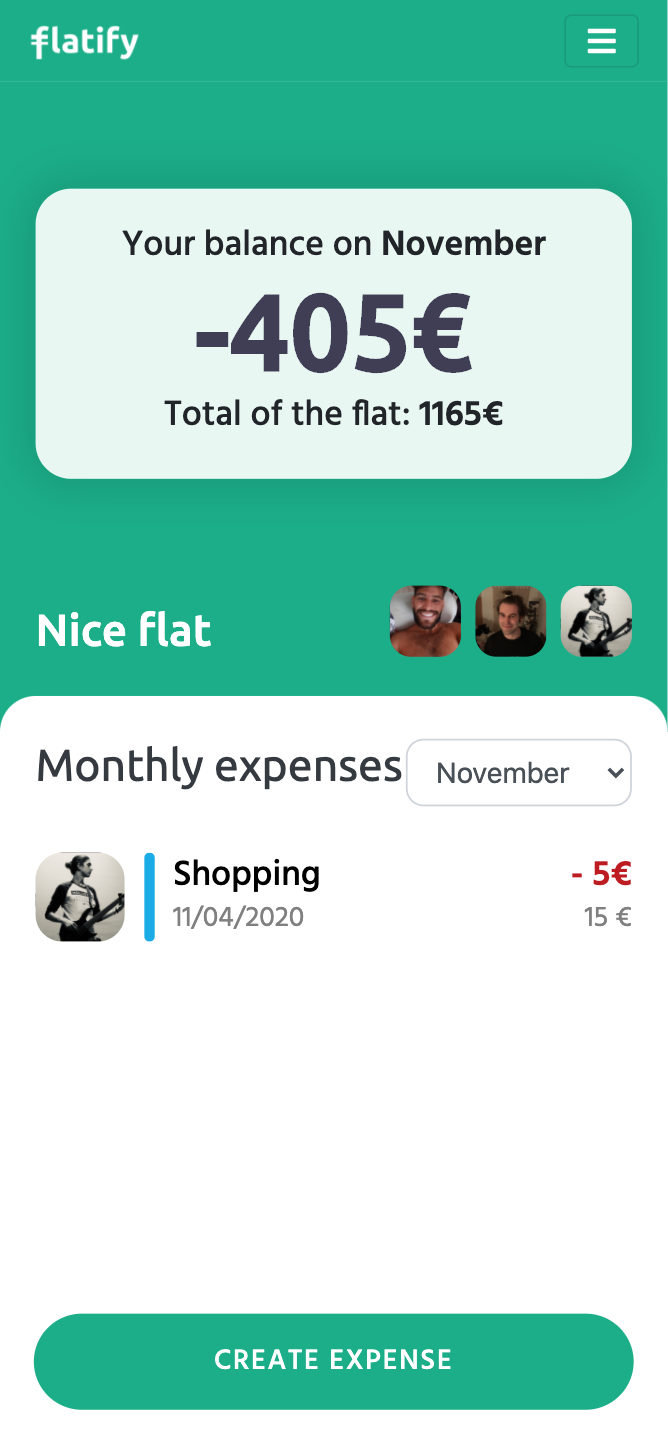 flatify
Your balance on November
-405€
Total of the flat: 1165€
Nice flat
Monthly expenses
November
Shopping
- 5€
11/04/2020
15 €
CREATE EXPENSE